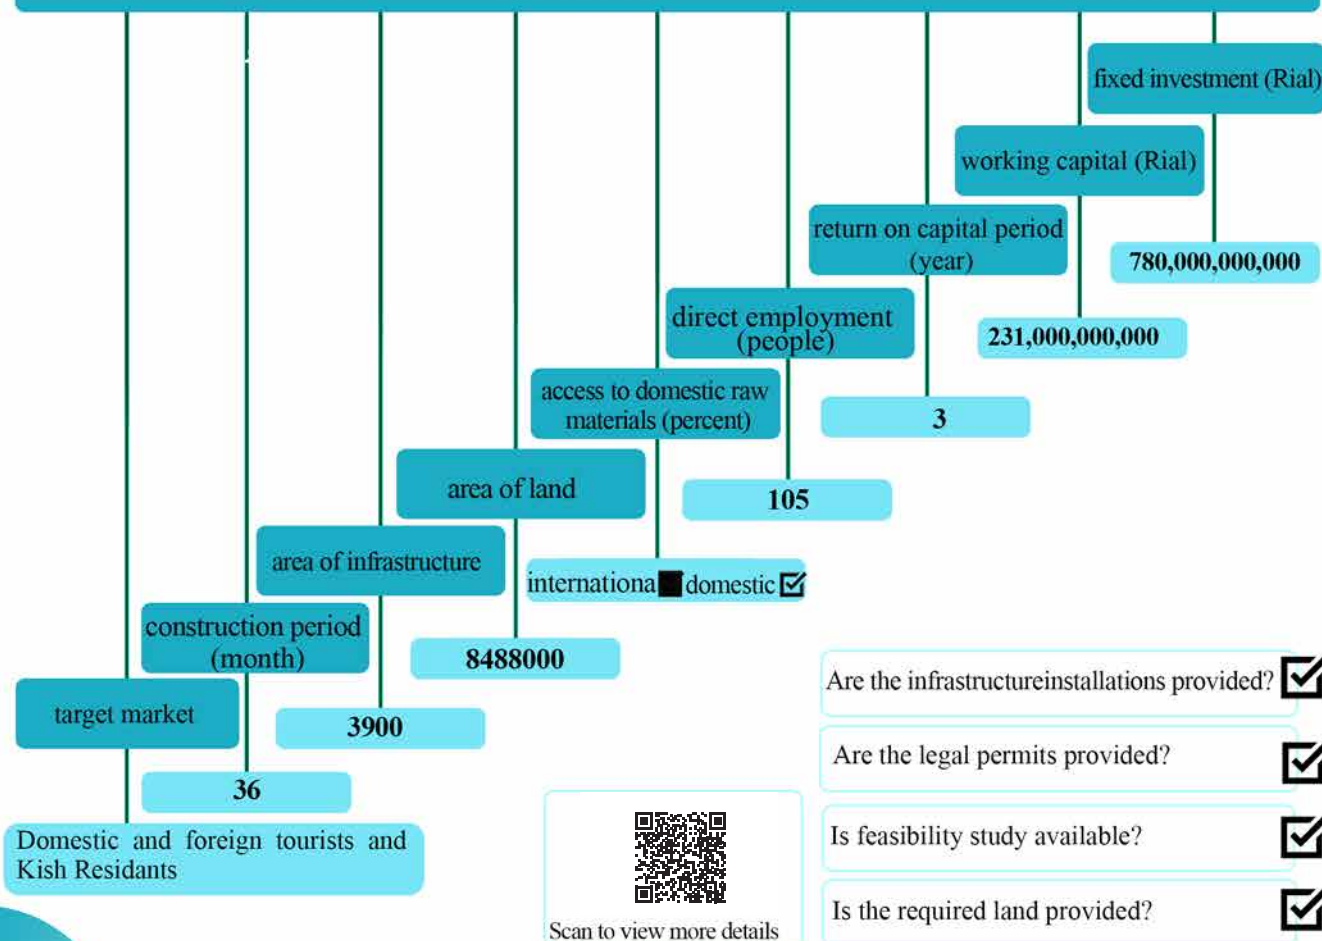 fixed investment (Rial)
780,000,000,000
working capital (Rial)
231,000,000,000
return on capital period
(year)
3
direct employment
(people)
105
access to domestic raw
materials (percent)
internationa domestic
area of land
8488000
area of infrastructure
3900
construction period
(month)
36
target market
Domestic and foreign tourists and
Kish Residants
Are the infrastructureinstallations provided?
Are the legal permits provided?
Is feasibility study available?
Is the required land provided?
Scan to view more details